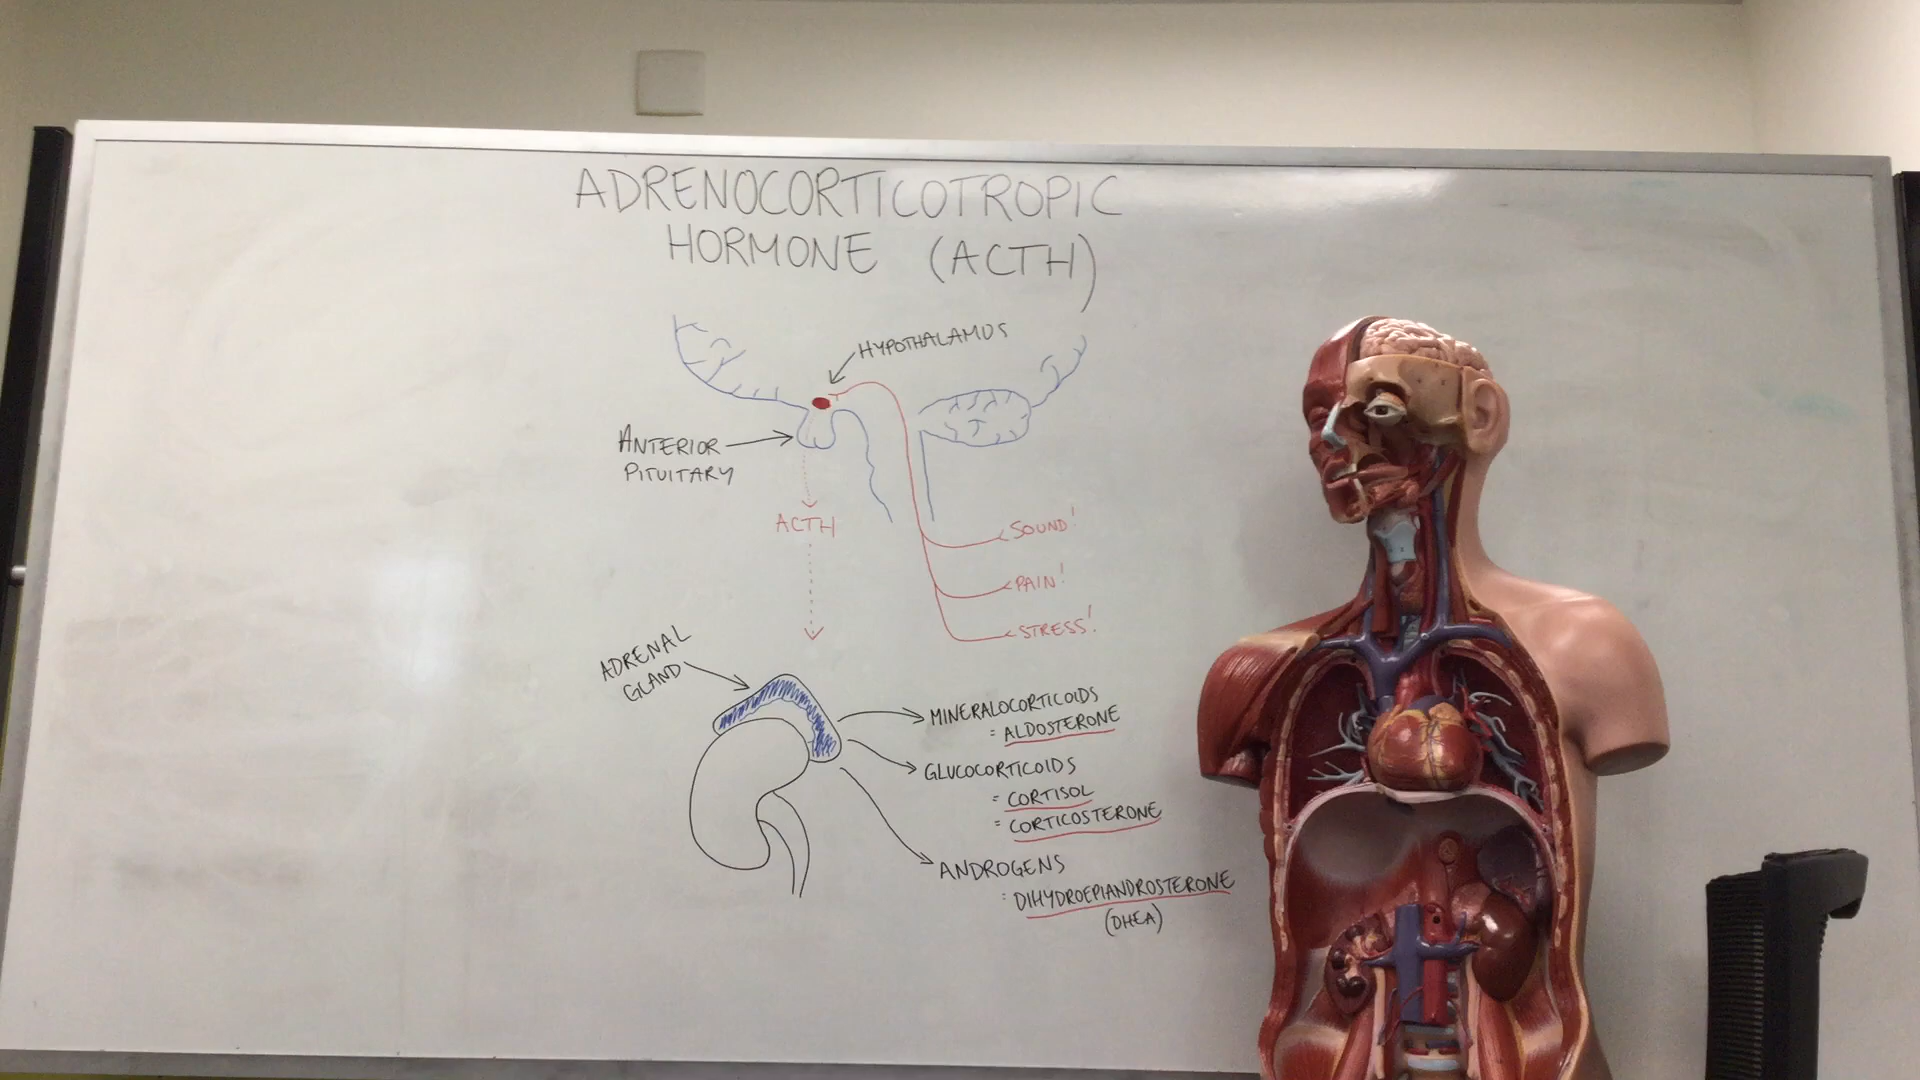 ADRENOCORTICOTROPIC
HORMONE (ACTH)
HYPOTHALAMUS
ANTERIOR
PITUITARY
ACTH
SOUND!
PAIN!
STRESS!
ADRENAL
GLAND
MINERALOCORTICOIDS
= ALDOSTERONE
GLUCOCORTICOIDS
= CORTISOL
= CORTICOSTERONE
ANDROGENS
= DIHYDROEPIANDROSTERONE
(DHEA)